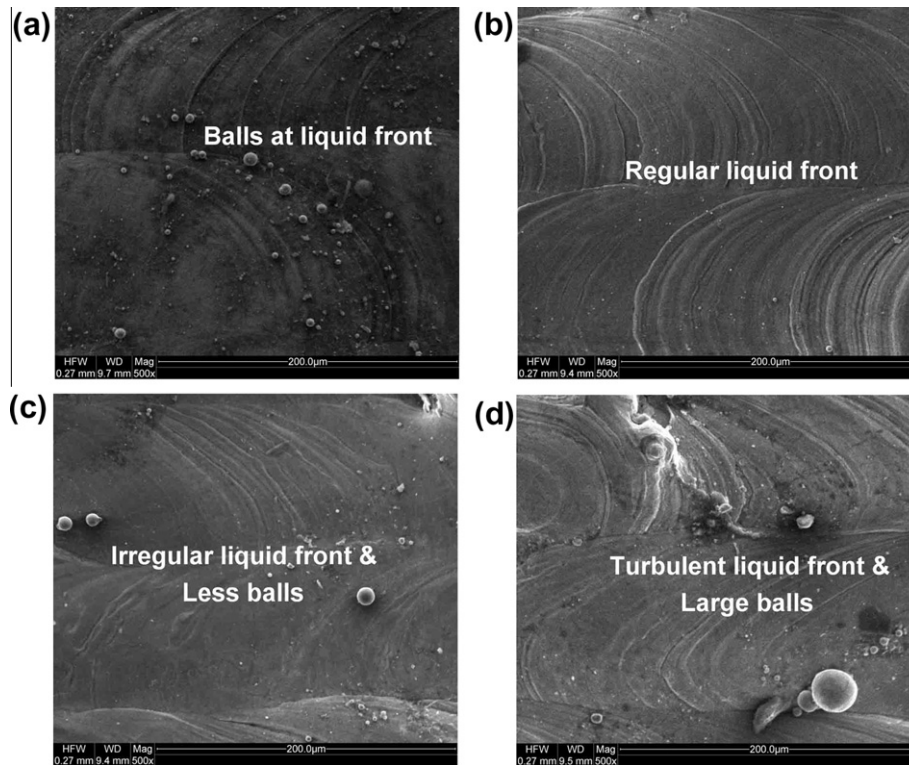 (a)
Balls at liquid front
HFW WD Mag
0.27 mm 9.7 mm 500x
200.0µm
(b)
Regular liquid front
HFW WD Mag
0.27 mm 9.4 mm 500x
200.0µm
(c)
Irregular liquid front &
Less balls
HFW WD Mag
0.27 mm 9.4 mm 500x
200.0µm
(d)
Turbulent liquid front &
Large balls
HFW WD Mag
0.27 mm 9.5 mm 500x
200.0µm